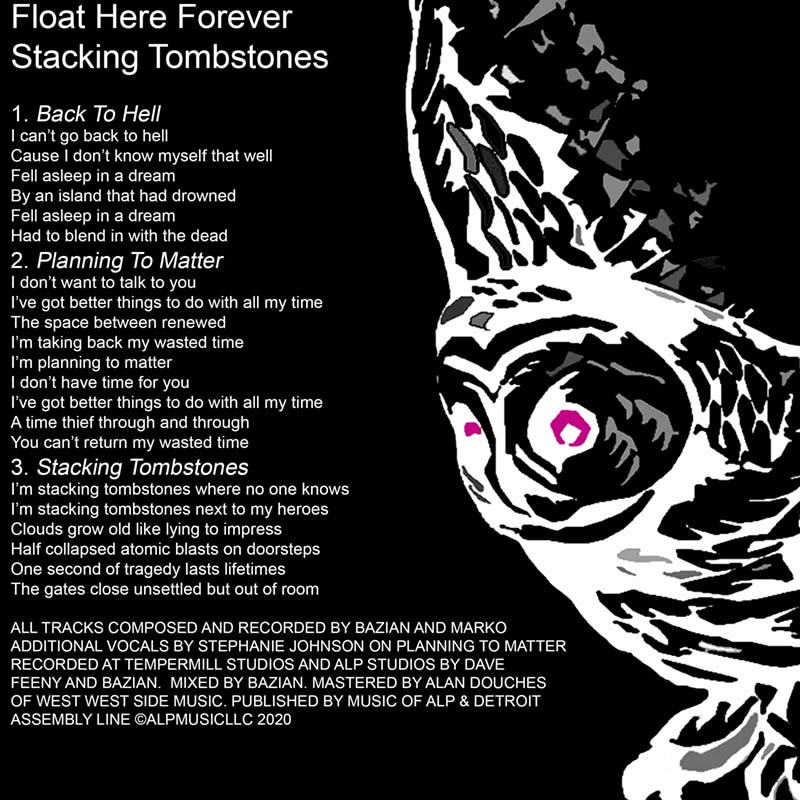 Float Here Forever
Stacking Tombstones
1. Back To Hell
I can't go back to hell
Cause I don't know myself that well
Fell asleep in a dream
By an island that had drowned
Fell asleep in a dream
Had to blend in with the dead
2. Planning To Matter
I don't want to talk to you
I've got better things to do with all my time
The space between renewed
I'm taking back my wasted time
I'm planning to matter
I don't have time for you
I've got better things to do with all my time
A time thief through and through
You can't return my wasted time
3. Stacking Tombstones
I'm stacking tombstones where no one knows
I'm stacking tombstones next to my heroes
Clouds grow old like lying to impress
Half collapsed atomic blasts on doorsteps
One second of tragedy lasts lifetimes
The gates close unsettled but out of room
ALL TRACKS COMPOSED AND RECORDED BY BAZIAN AND MARKO
ADDITIONAL VOCALS BY STEPHANIE JOHNSON ON PLANNING TO MATTER
RECORDED AT TEMPERMILL STUDIOS AND ALP STUDIOS BY DAVE
FEENY AND BAZIAN.  MIXED BY BAZIAN. MASTERED BY ALAN DOUCHES
OF WEST WEST SIDE MUSIC. PUBLISHED BY MUSIC OF ALP & DETROIT
ASSEMBLY LINE ©ALPMUSICLLC 2020